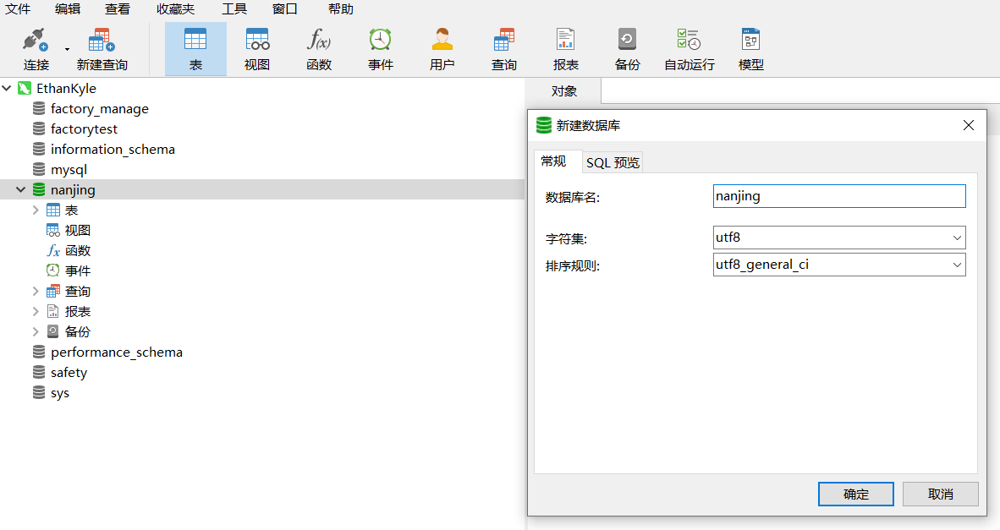 文件 编辑 查看 收藏夹 工具 窗口 帮助
连接 新建查询 表 视图 函数 事件 用户 查询 报表 备份 自动运行 模型
EthanKyle
factory_manage
factorytest
information_schema
mysql
nanjing
表
视图
函数
事件
查询
报表
备份
performance_schema
safety
sys
对象
新建数据库
常规 SQL 预览
数据库名: nanjing
字符集: utf8
排序规则: utf8_general_ci
确定 取消